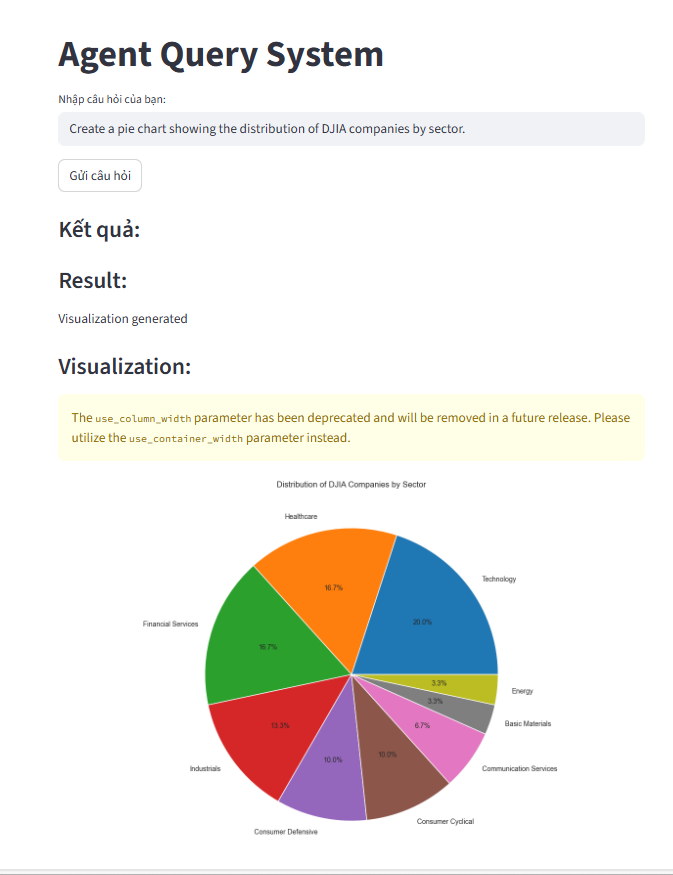 Agent Query System
Nhập câu hỏi của bạn:
Create a pie chart showing the distribution of DJIA companies by sector.
Gửi câu hỏi
Kết quả:
Result:
Visualization generated
Visualization:
The use_column_width parameter has been deprecated and will be removed in a future release. Please
utilize the use_container_width parameter instead.
Distribution of DJIA Companies by Sector
Healthcare
Technology
16.7%
20.0%
Financial Services
16.7%
3.3%
Energy
3.3%
Basic Materials
13.3%
6.7%
10.0%
10.0%
Industrials
Communication Services
Consumer Cyclical
Consumer Defensive